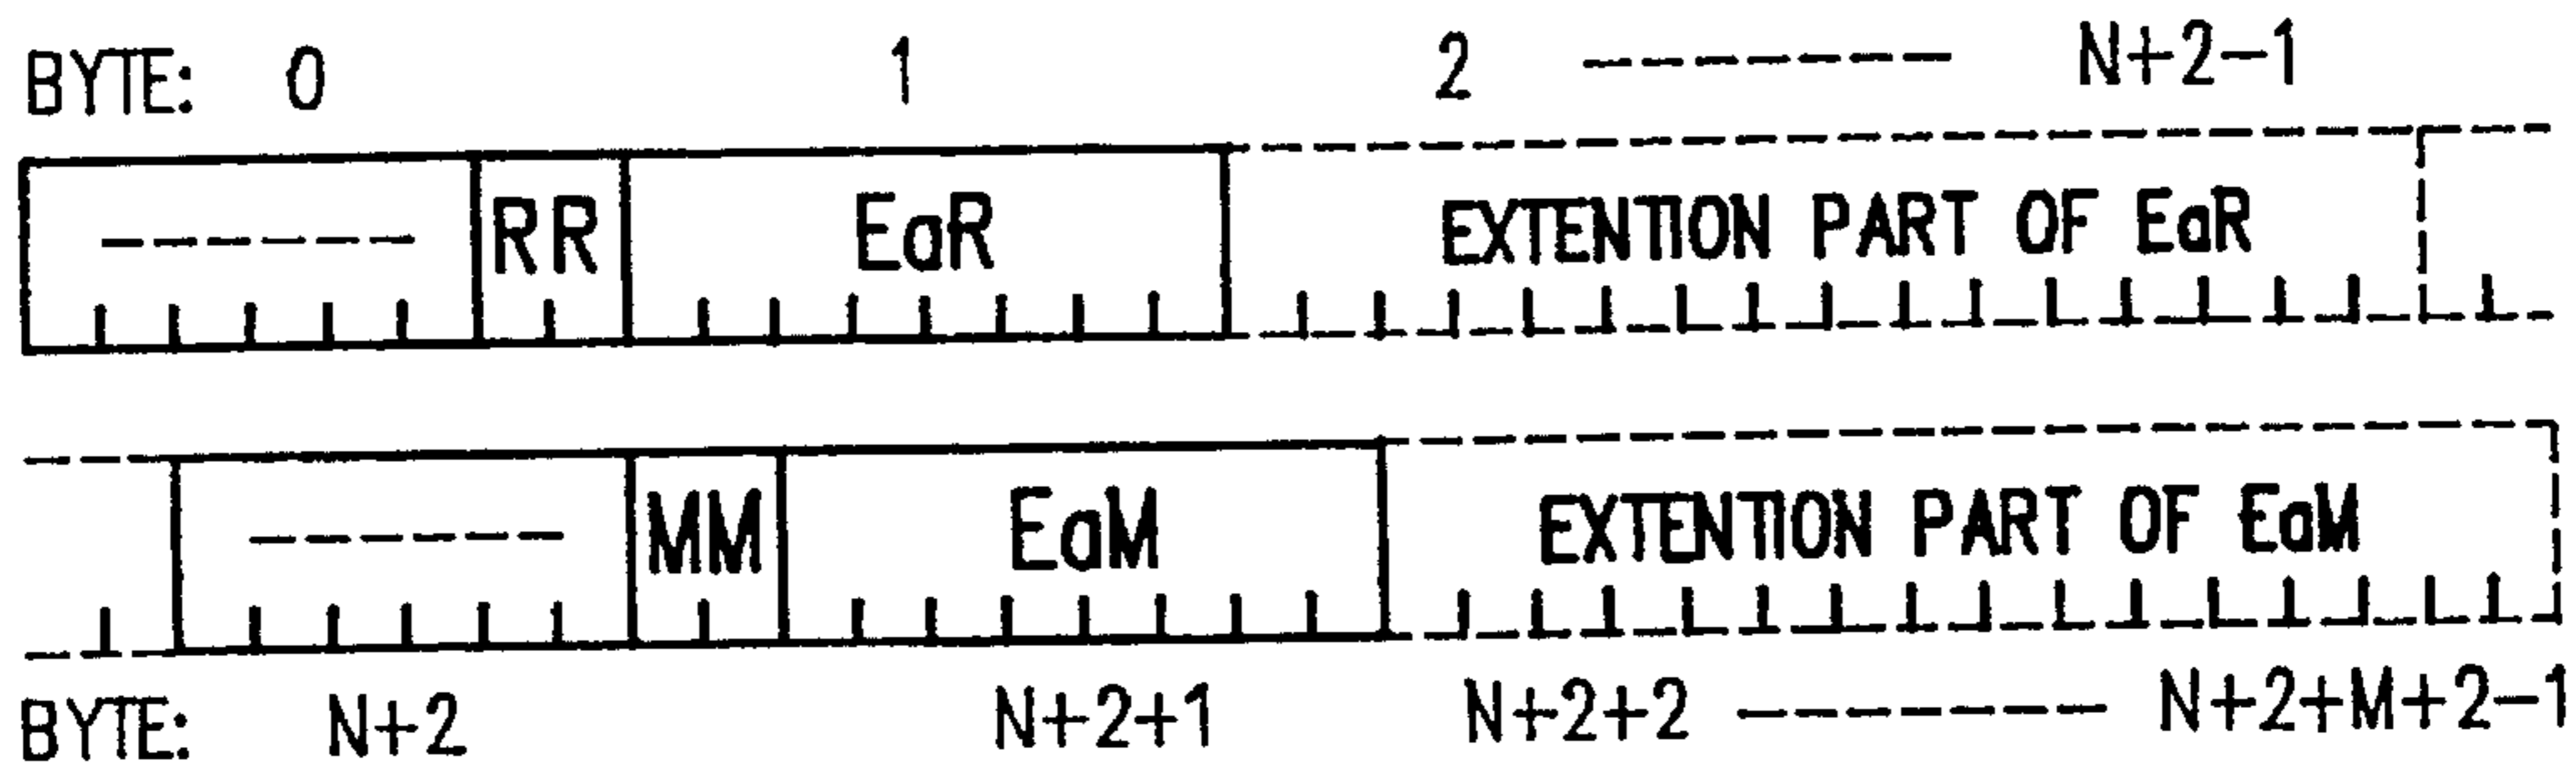 BYTE: 0 1 2 ------- N+2-1
------ RR EaR EXTENTION PART OF EaR
------ MM EaM EXTENTION PART OF EaM
BYTE: N+2 N+2+1 N+2+2 ------- N+2+M+2-1